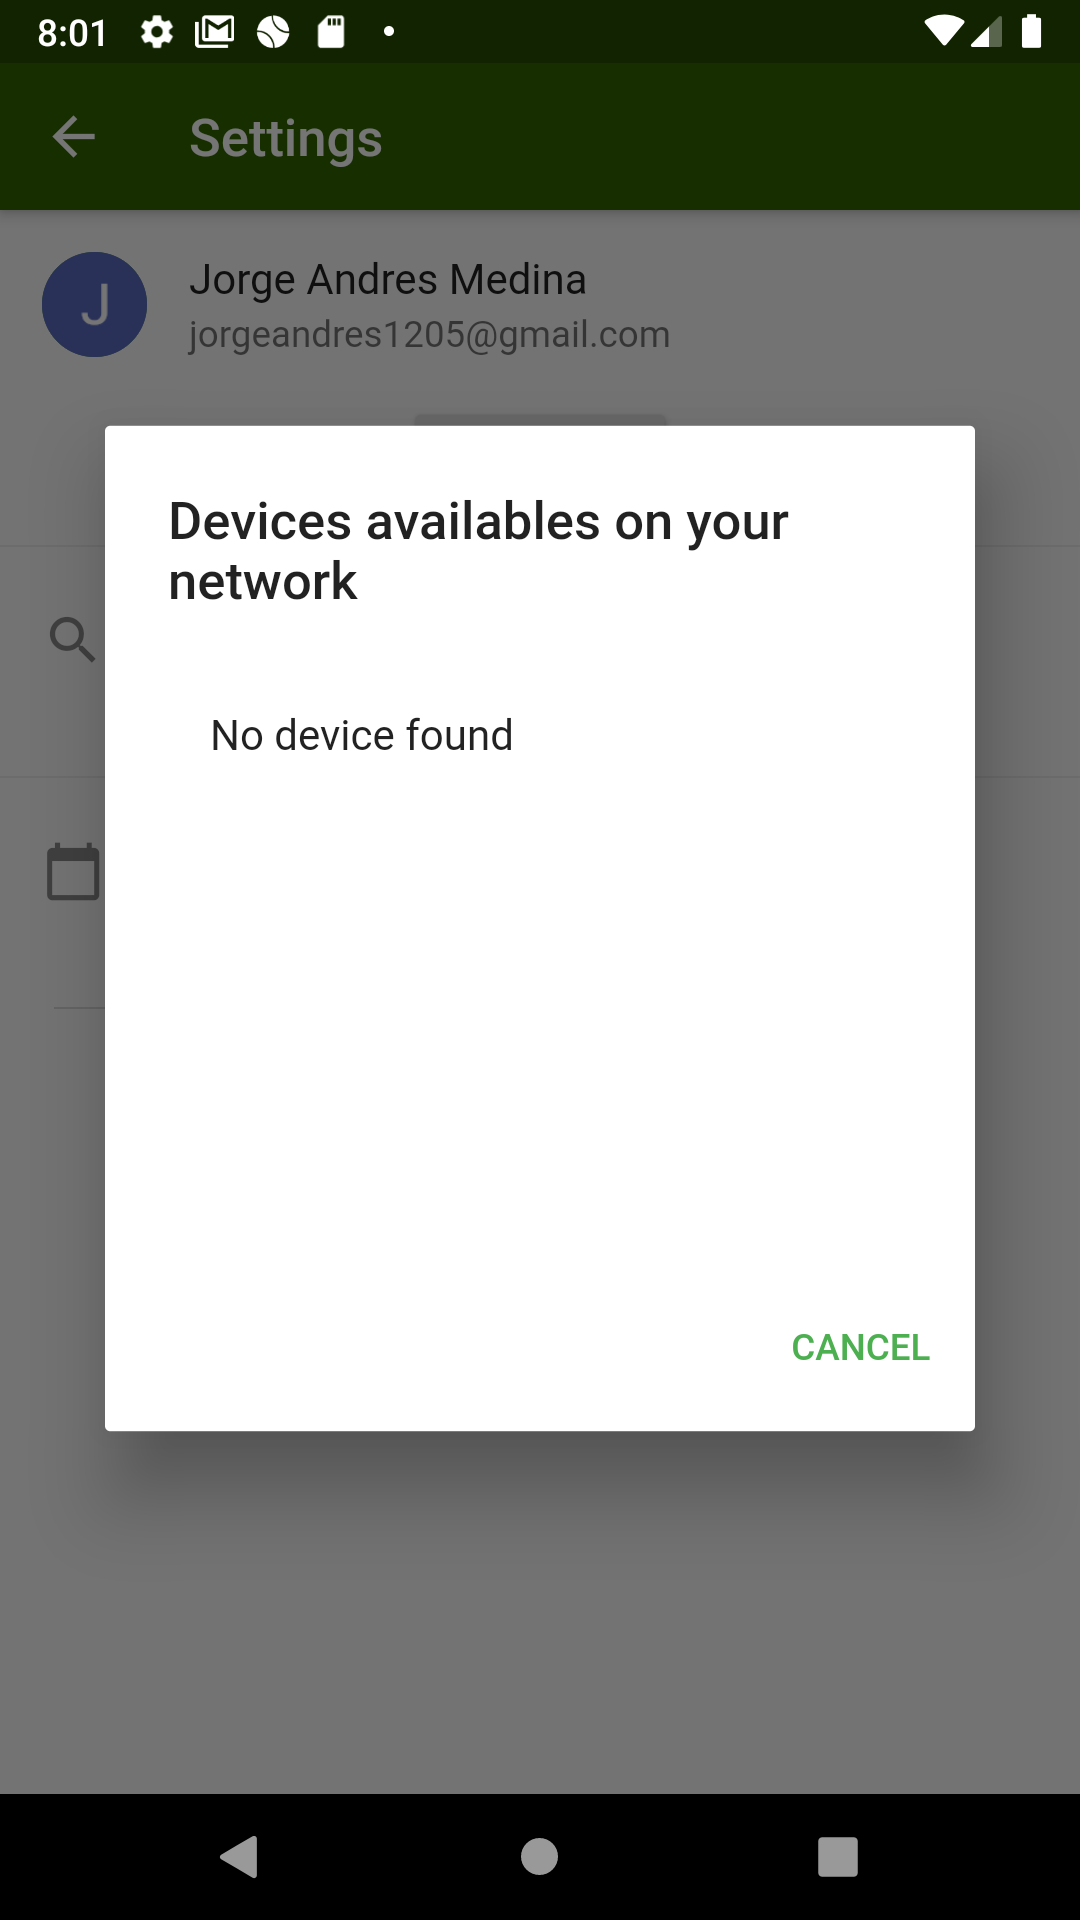 8:01
Settings
J
Jorge Andres Medina
jorgeandres1205@gmail.com
Devices availables on your
network
No device found
CANCEL